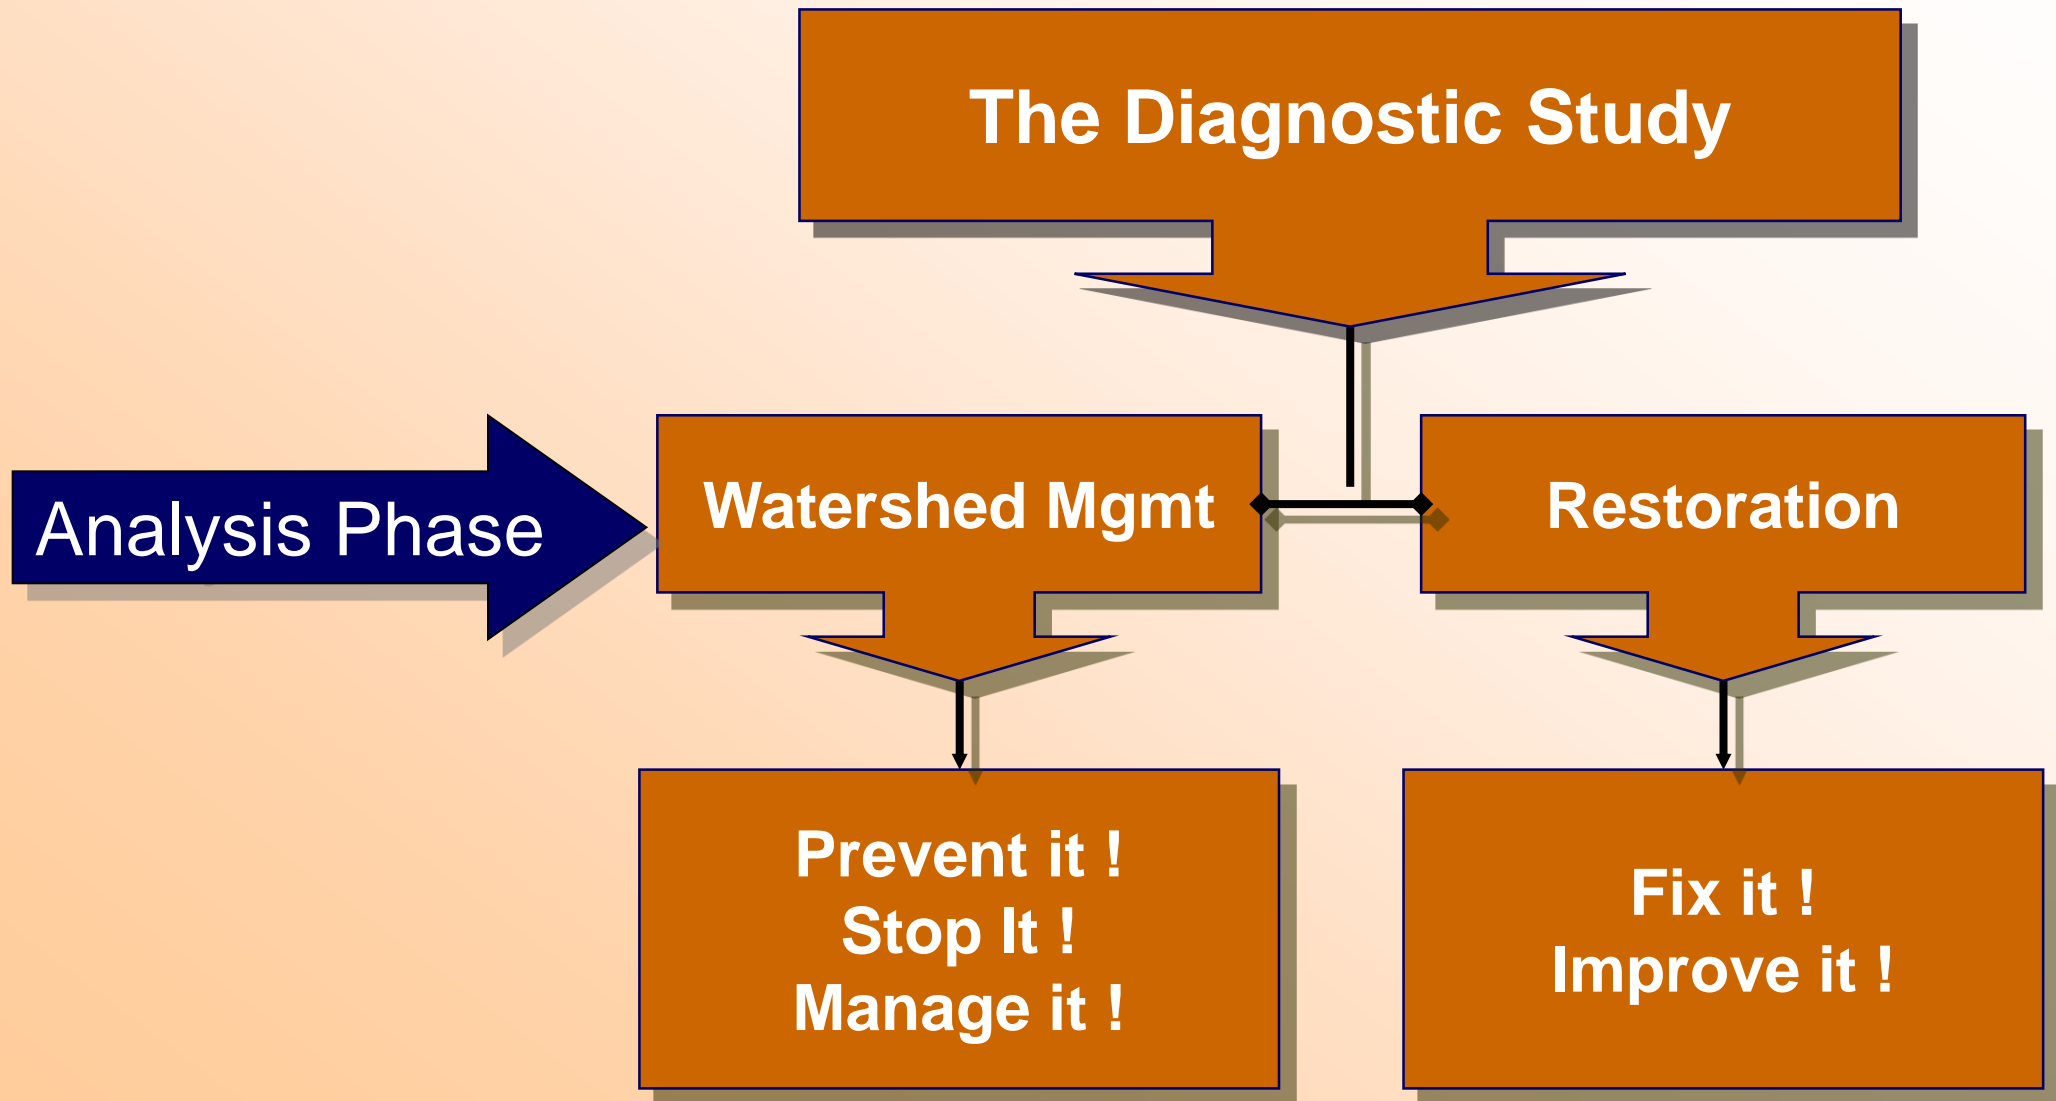 The Diagnostic Study
Analysis Phase
Watershed Mgmt
Restoration
Prevent it !
Stop It !
Manage it !
Fix it !
Improve it !